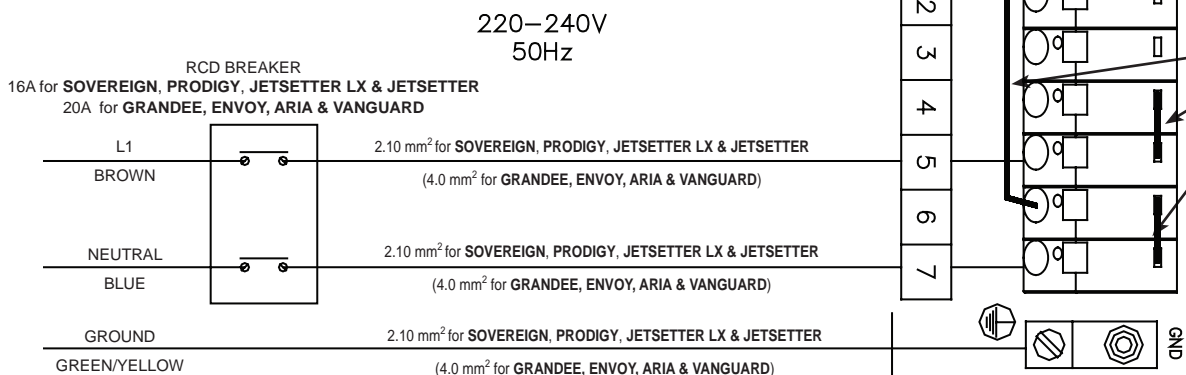 220–240V
50Hz
RCD BREAKER
16A for SOVEREIGN, PRODIGY, JETSETTER LX & JETSETTER
20A for GRANDEE, ENVOY, ARIA & VANGUARD
L1
BROWN
2.10 mm² for SOVEREIGN, PRODIGY, JETSETTER LX & JETSETTER
(4.0 mm² for GRANDEE, ENVOY, ARIA & VANGUARD)
NEUTRAL
BLUE
2.10 mm² for SOVEREIGN, PRODIGY, JETSETTER LX & JETSETTER
(4.0 mm² for GRANDEE, ENVOY, ARIA & VANGUARD)
GROUND
GREEN/YELLOW
2.10 mm² for SOVEREIGN, PRODIGY, JETSETTER LX & JETSETTER
(4.0 mm² for GRANDEE, ENVOY, ARIA & VANGUARD)
2
3
4
5
6
7
GND